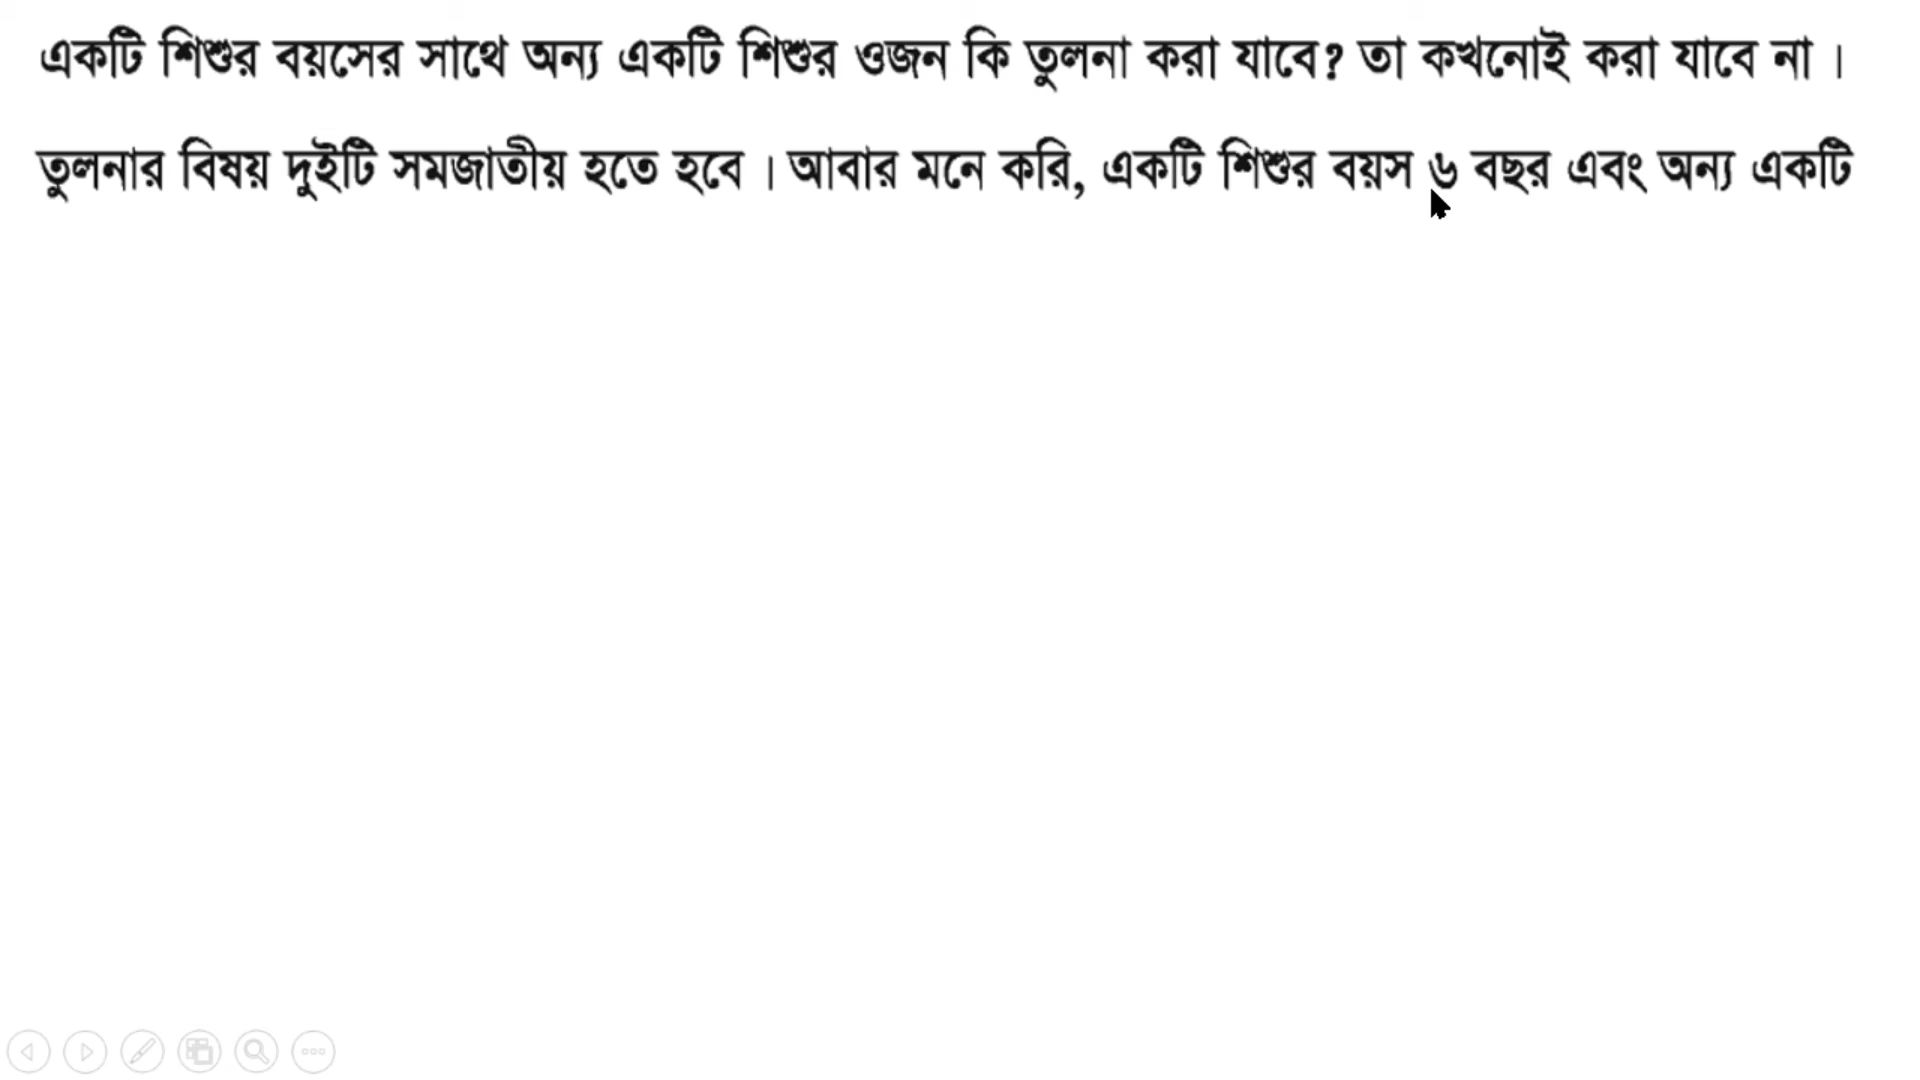 একটি শিশুর বয়সের সাথে অন্য একটি শিশুর ওজন কি তুলনা করা যাবে? তা কখনোই করা যাবে না ।
তুলনার বিষয় দুইটি সমজাতীয় হতে হবে । আবার মনে করি, একটি শিশুর বয়স ৬ বছর এবং অন্য একটি